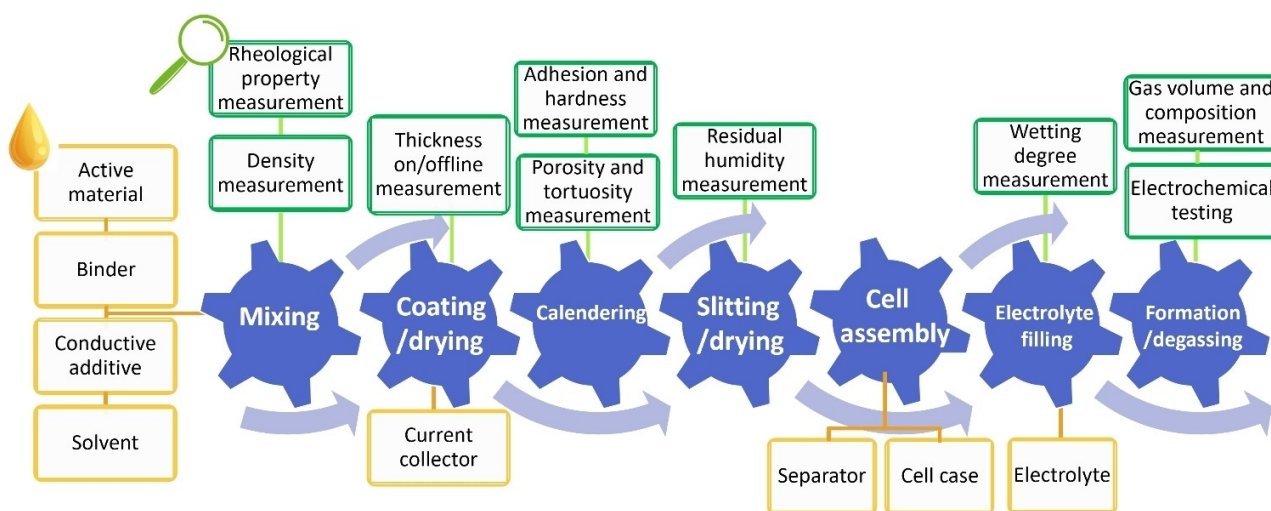 Rheological
property
measurement
Density
measurement
Thickness
on/offline
measurement
Adhesion and
hardness
measurement
Porosity and
tortuosity
measurement
Residual
humidity
measurement
Wetting
degree
measurement
Gas volume and
composition
measurement
Electrochemical
testing
Active
material
Binder
Conductive
additive
Solvent
Mixing
Coating
/drying
Calendering
Slitting
/drying
Cell
assembly
Electrolyte
filling
Formation
/degassing
Current
collector
Separator
Cell case
Electrolyte